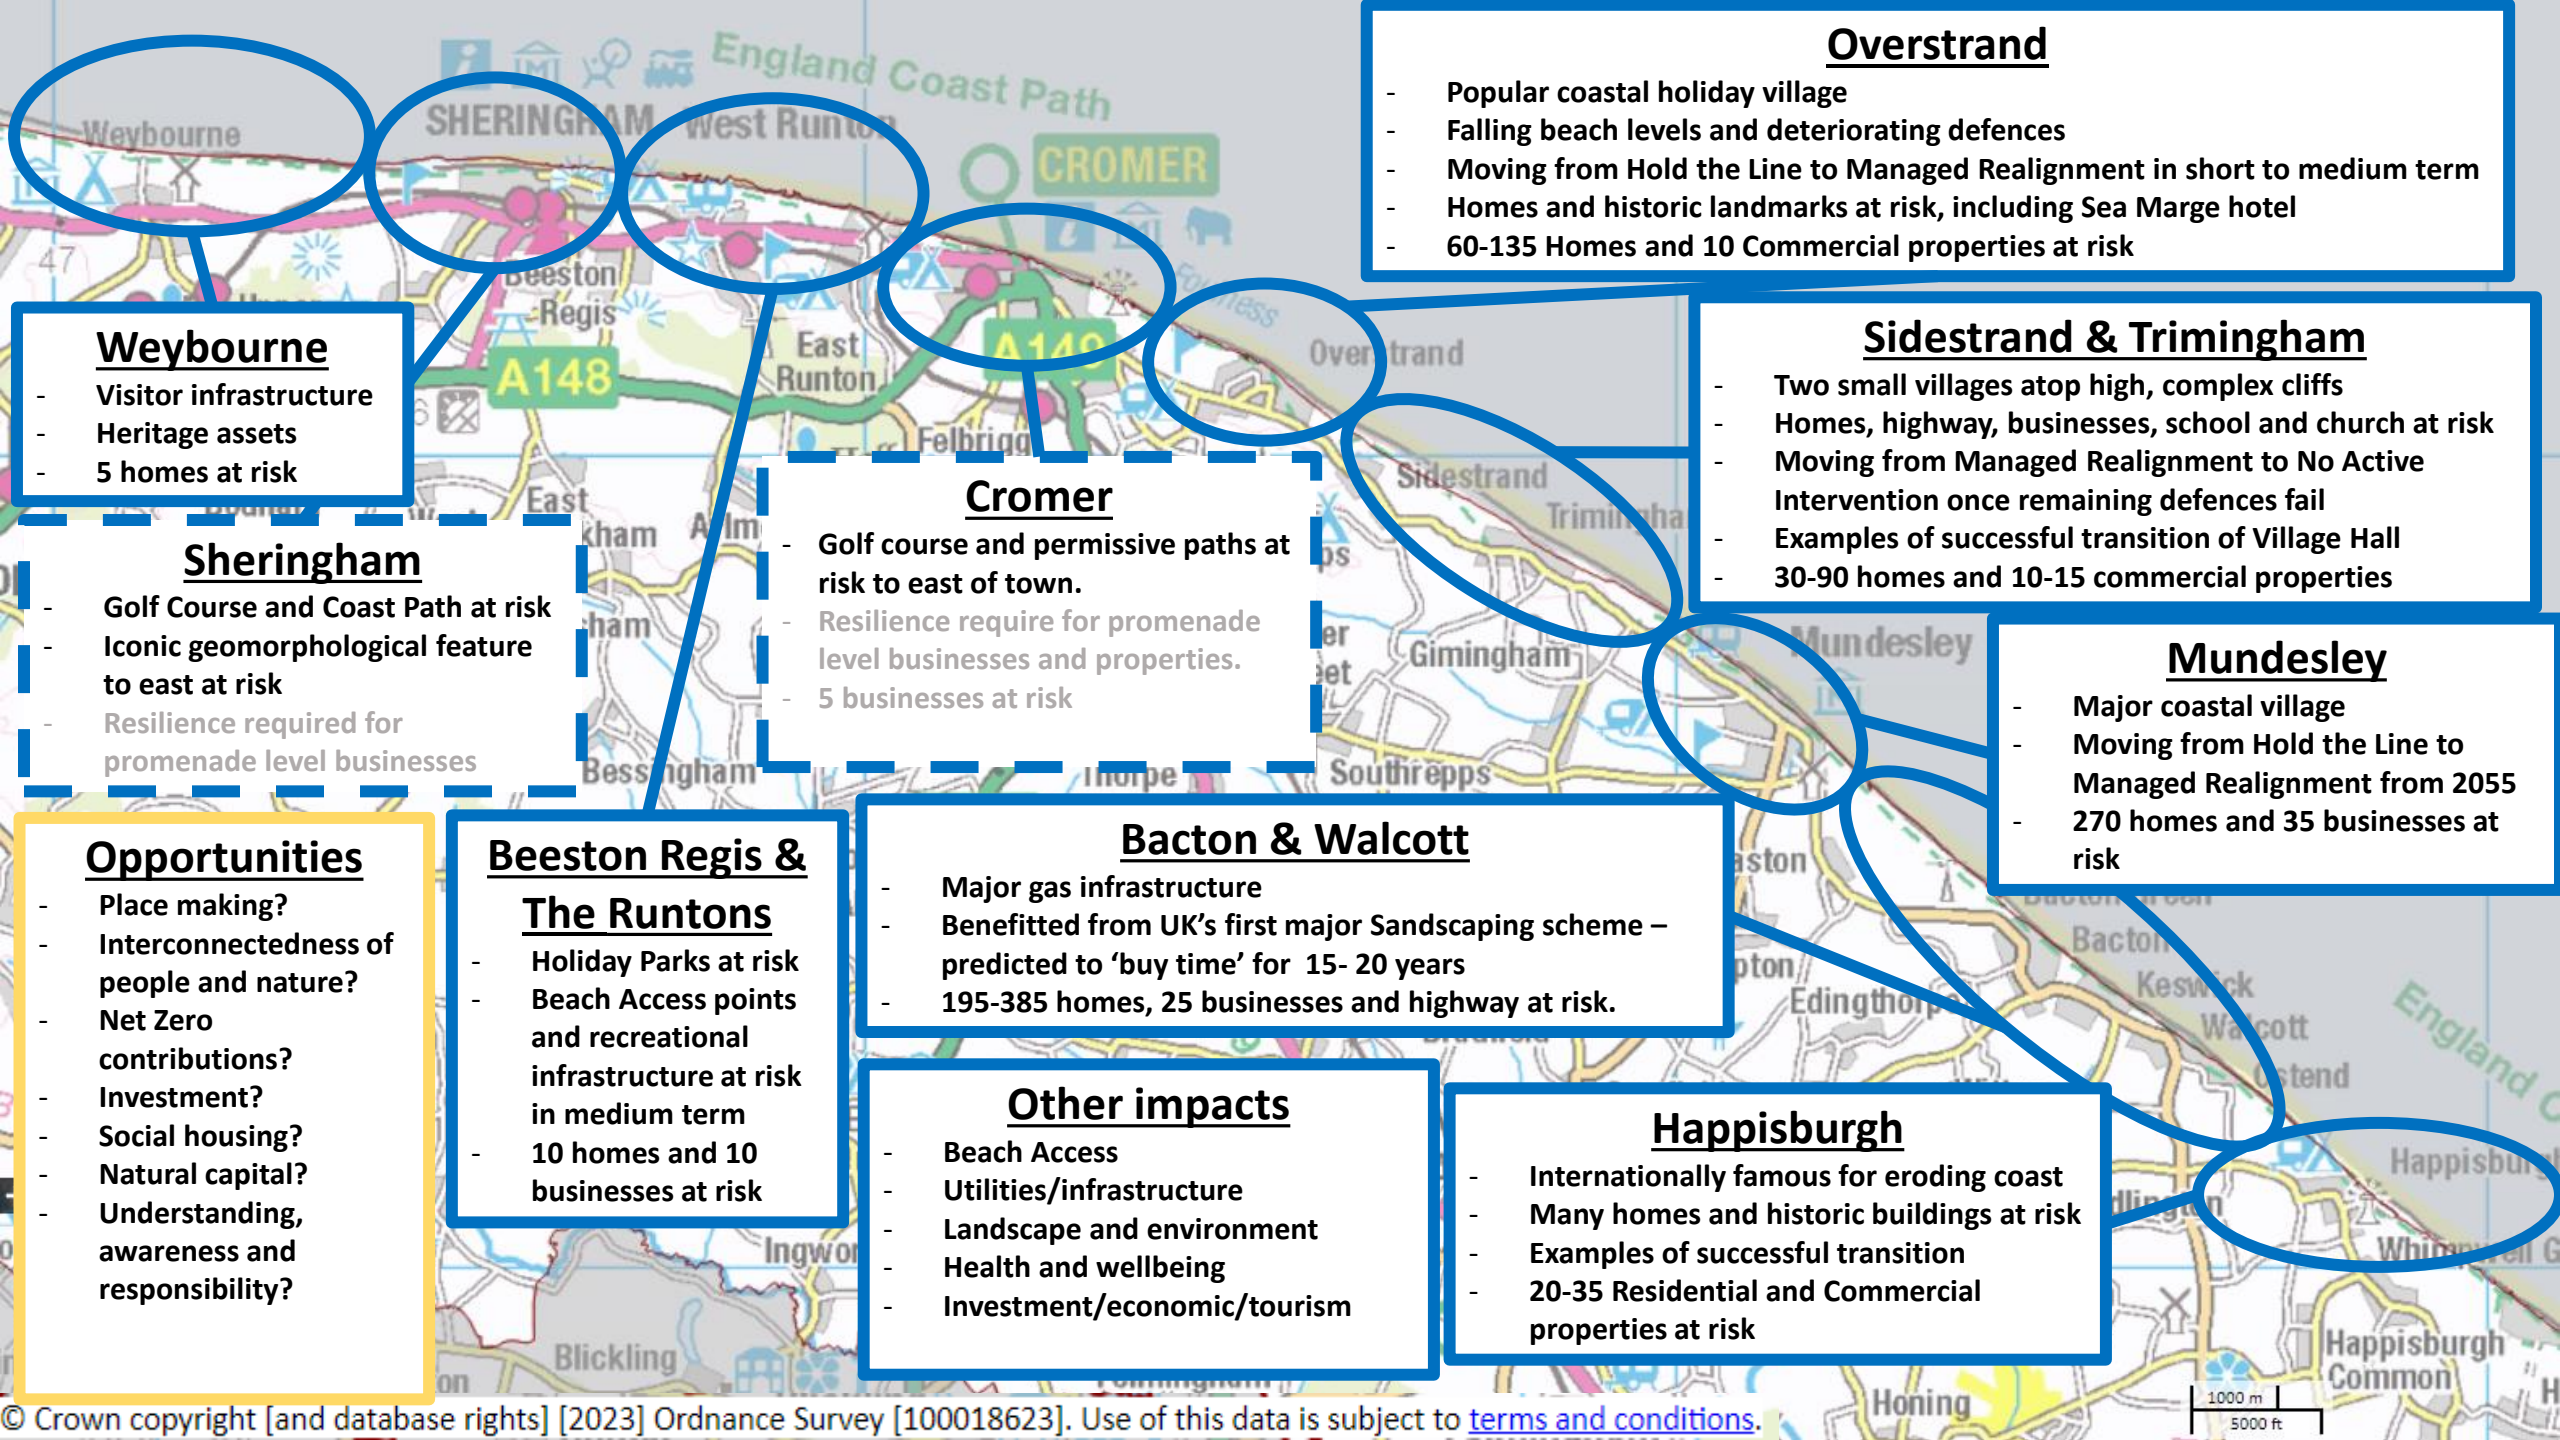 England Coast Path
Weybourne
SHERINGHAM
West Runton
CROMER
47
Beeston
Regis
East
Runton
A148
A149
Foulness
Overstrand
Felbrigg
Sidestrand
East
Gimingham
Mundesley
Bessingham
Southrepps
Edingthorpe
Bacton
Keswick
Walcott
Ostend
Blickling
Honing
Happisburgh
Common
Overstrand
- Popular coastal holiday village
- Falling beach levels and deteriorating defences
- Moving from Hold the Line to Managed Realignment in short to medium term
- Homes and historic landmarks at risk, including Sea Marge hotel
- 60-135 Homes and 10 Commercial properties at risk
Weybourne
- Visitor infrastructure
- Heritage assets
- 5 homes at risk
Sidestrand & Trimingham
- Two small villages atop high, complex cliffs
- Homes, highway, businesses, school and church at risk
- Moving from Managed Realignment to No Active
Intervention once remaining defences fail
- Examples of successful transition of Village Hall
- 30-90 homes and 10-15 commercial properties
Sheringham
- Golf Course and Coast Path at risk
- Iconic geomorphological feature
to east at risk
- Resilience required for
promenade level businesses
Cromer
- Golf course and permissive paths at
risk to east of town.
- Resilience require for promenade
level businesses and properties.
- 5 businesses at risk
Mundesley
- Major coastal village
- Moving from Hold the Line to
Managed Realignment from 2055
- 270 homes and 35 businesses at
risk
Opportunities
- Place making?
- Interconnectedness of
people and nature?
- Net Zero
contributions?
- Investment?
- Social housing?
- Natural capital?
- Understanding,
awareness and
responsibility?
Beeston Regis &
The Runtons
- Holiday Parks at risk
- Beach Access points
and recreational
infrastructure at risk
in medium term
- 10 homes and 10
businesses at risk
Bacton & Walcott
- Major gas infrastructure
- Benefitted from UK’s first major Sandscaping scheme –
predicted to ‘buy time’ for 15- 20 years
- 195-385 homes, 25 businesses and highway at risk.
Other impacts
- Beach Access
- Utilities/infrastructure
- Landscape and environment
- Health and wellbeing
- Investment/economic/tourism
Happisburgh
- Internationally famous for eroding coast
- Many homes and historic buildings at risk
- Examples of successful transition
- 20-35 Residential and Commercial
properties at risk
1000 m
5000 ft
© Crown copyright [and database rights] [2023] Ordnance Survey [100018623]. Use of this data is subject to terms and conditions.